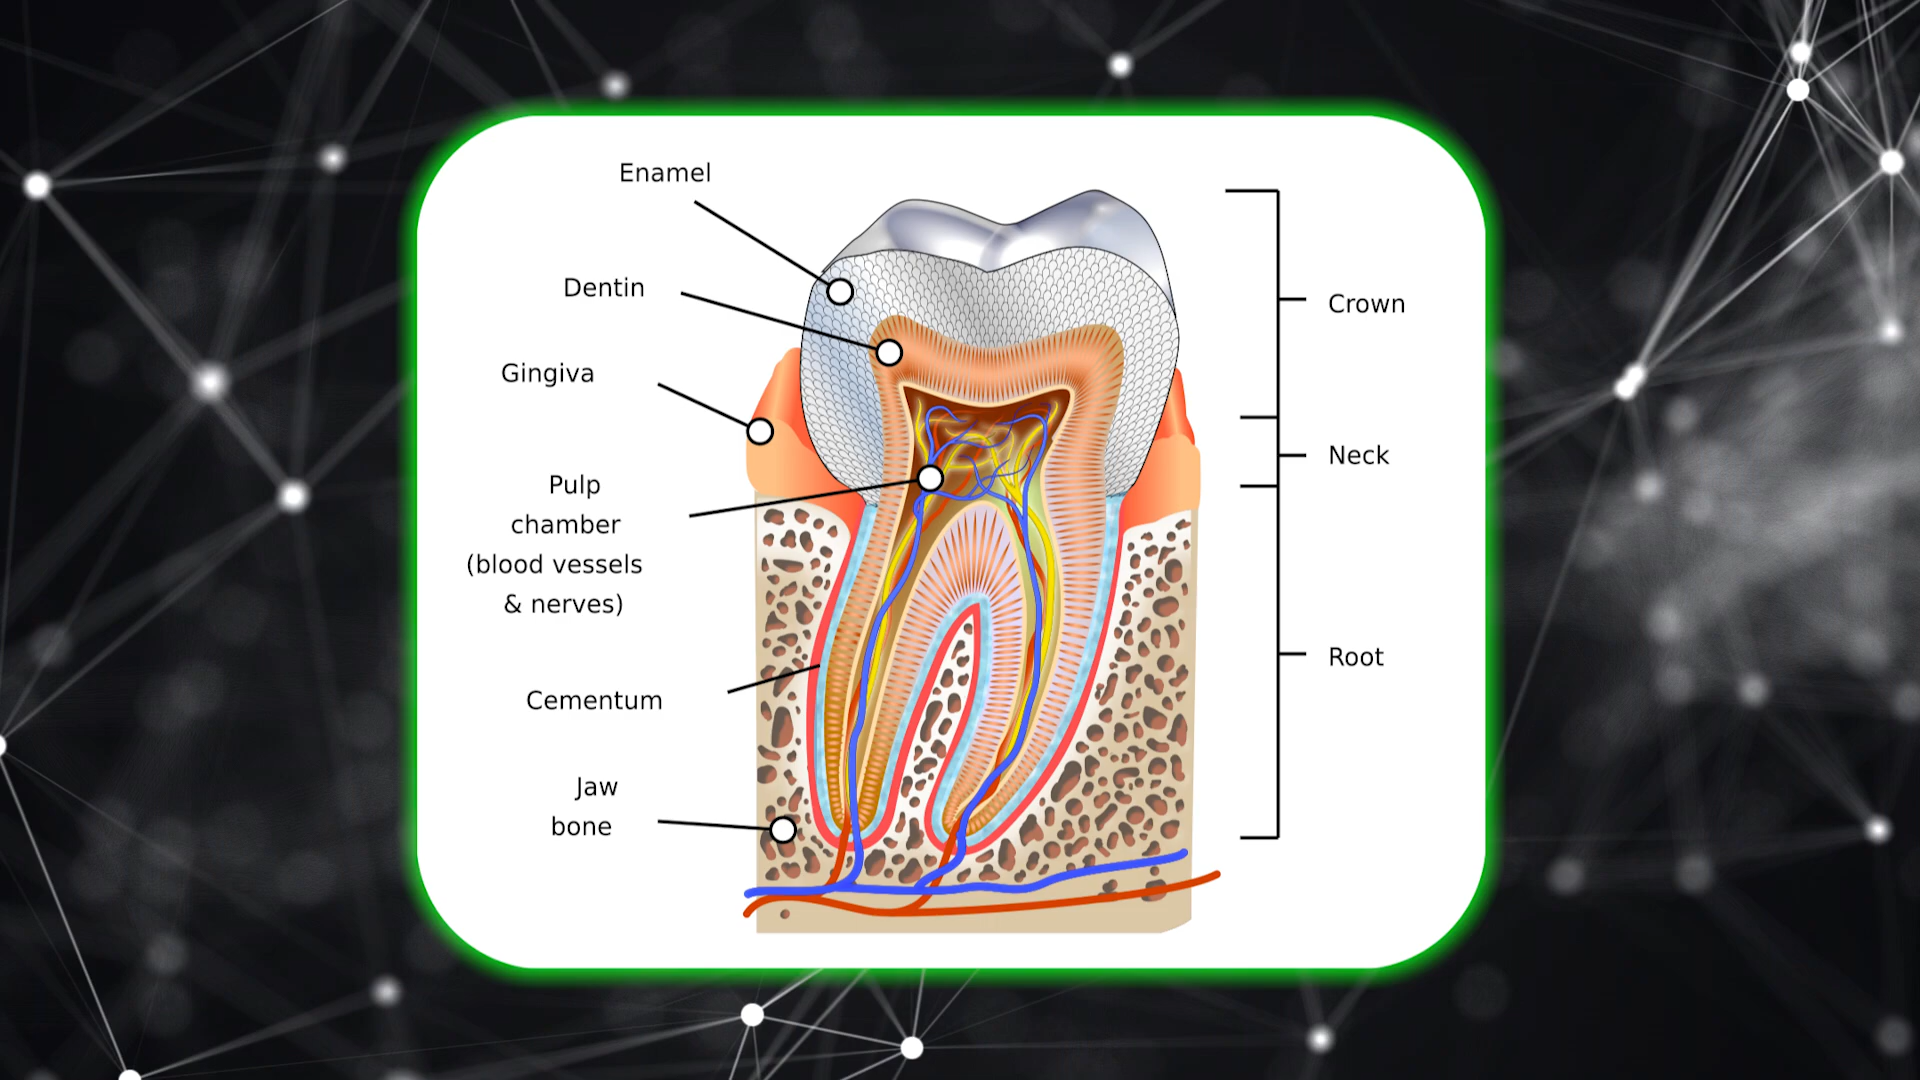 Enamel
Dentin
Gingiva
Pulp
chamber
(blood vessels
& nerves)
Cementum
Jaw
bone
Crown
Neck
Root